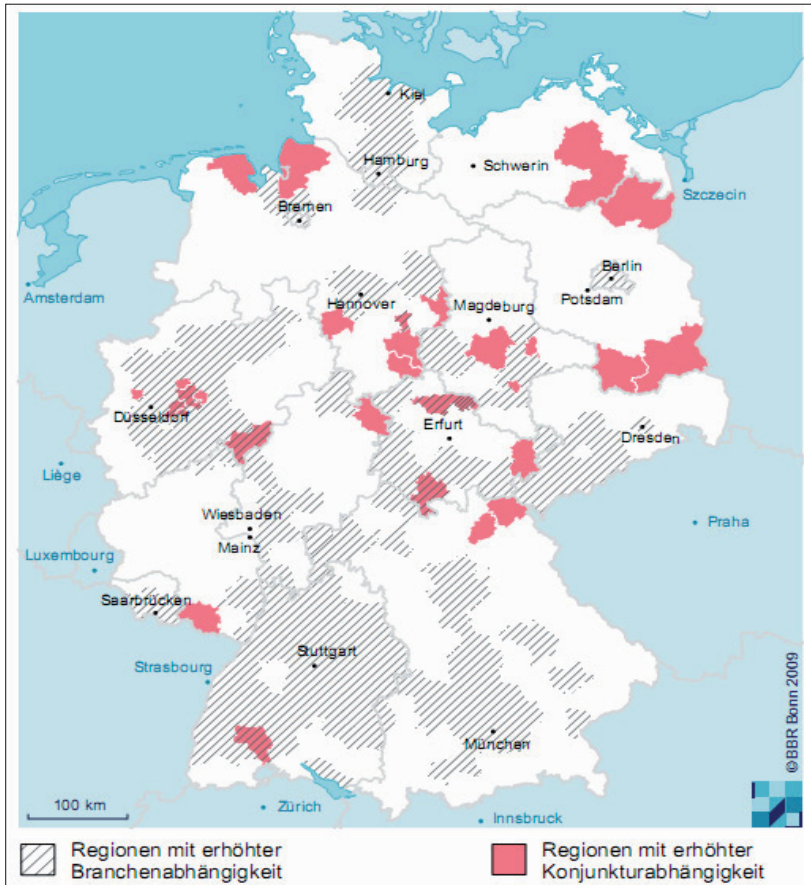 Kiel
Hamburg
Schwerin
Szczecin
Bremen
Amsterdam
Hannover
Magdeburg
Berlin
Potsdam
Düsseldorf
Erfurt
Dresden
Liège
Wiesbaden
Mainz
Praha
Luxembourg
Saarbrücken
Strasbourg
Stuttgart
München
©BBR Bonn 2009
100 km
Zürich
Innsbruck
Regionen mit erhöhter
Branchenabhängigkeit
Regionen mit erhöhter
Konjunkturabhängigkeit